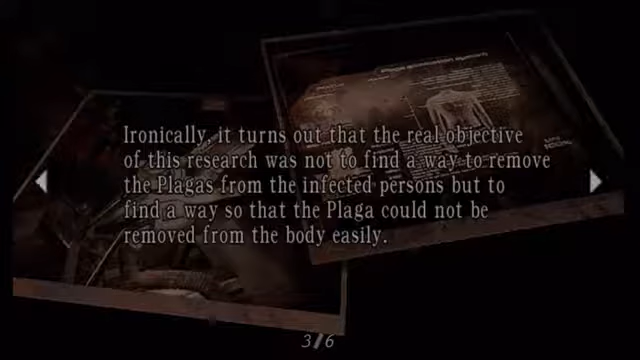 Ironically, it turns out that the real objective
of this research was not to find a way to remove
the Plagas from the infected persons but to
find a way so that the Plaga could not be
removed from the body easily.
3/6